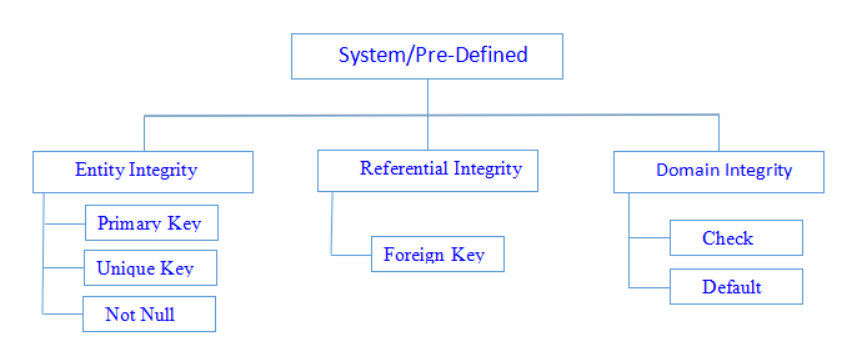 System/Pre-Defined
Entity Integrity
Referential Integrity
Domain Integrity
Primary Key
Unique Key
Not Null
Foreign Key
Check
Default